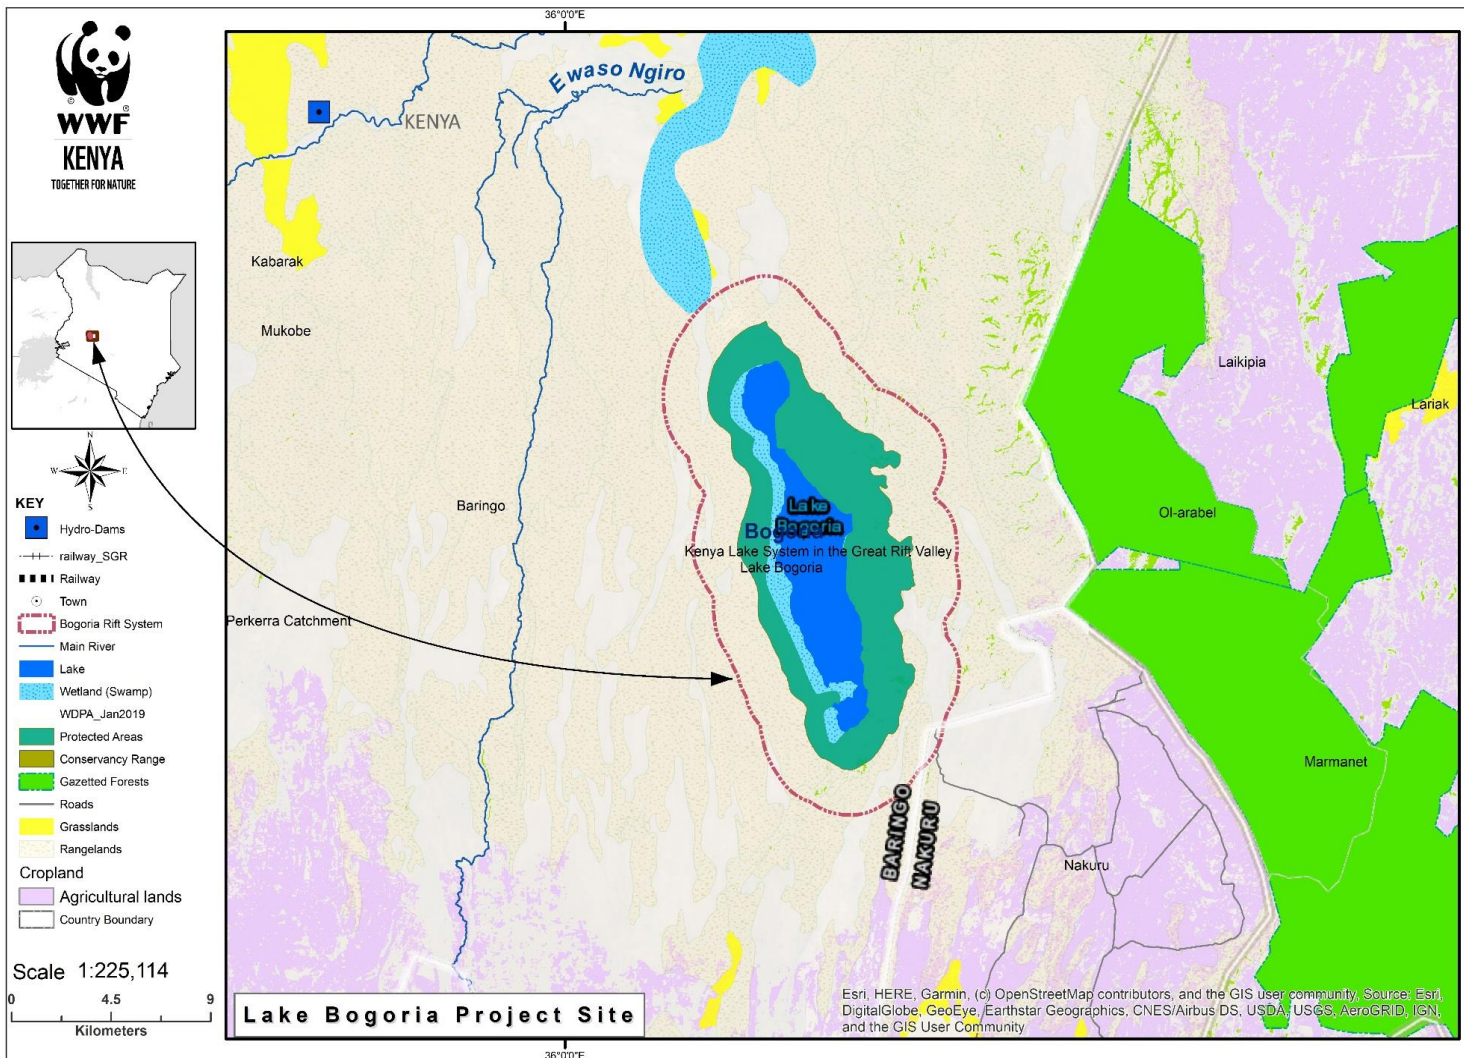 36°0'0"E
©
®
WWF
KENYA
TOGETHER FOR NATURE
N
W
E
S
KEY
Hydro-Dams
railway_SGR
Railway
Town
Bogoria Rift System
Main River
Lake
Wetland (Swamp)
WDPA_Jan2019
Protected Areas
Conservancy Range
Gazetted Forests
Roads
Grasslands
Rangelands
Cropland
Agricultural lands
Country Boundary
Scale 1:225,114
0 4.5 9
Kilometers
Ewaso Ngiro
KENYA
Kabarak
Mukobe
Laikipia
Lariak
Baringo
Lake
Bogoria
Bogoria
Ol-arabel
Kenya Lake System in the Great Rift Valley
Lake Bogoria
Perkerra Catchment
Marmanet
BARINGO
NAKURU
Nakuru
Lake Bogoria Project Site
Esri, HERE, Garmin, (c) OpenStreetMap contributors, and the GIS user community, Source: Esri,
DigitalGlobe, GeoEye, Earthstar Geographics, CNES/Airbus DS, USDA, USGS, AeroGRID, IGN,
and the GIS User Community
36°0'0"E